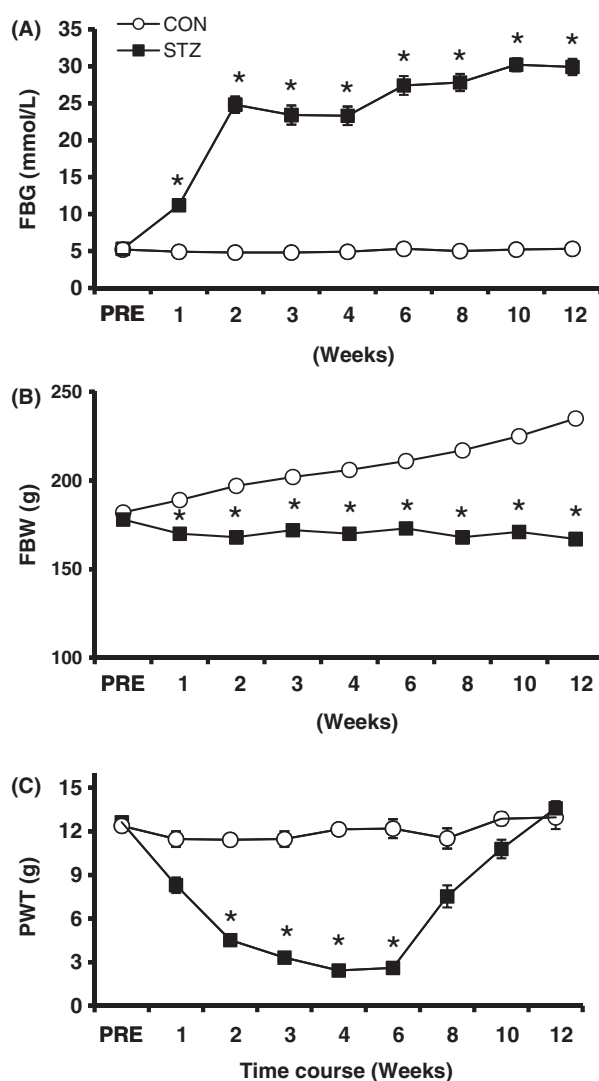 (A)
CON
STZ
FBG (mmol/L)
35
30
25
20
15
10
5
0
* * * * * * * *
PRE 1 2 3 4 6 8 10 12
(Weeks)
(B)
FBW (g)
250
200
150
100
* * * * * * * *
PRE 1 2 3 4 6 8 10 12
(Weeks)
(C)
PWT (g)
15
12
9
6
3
0
* * * *
PRE 1 2 3 4 6 8 10 12
Time course (Weeks)